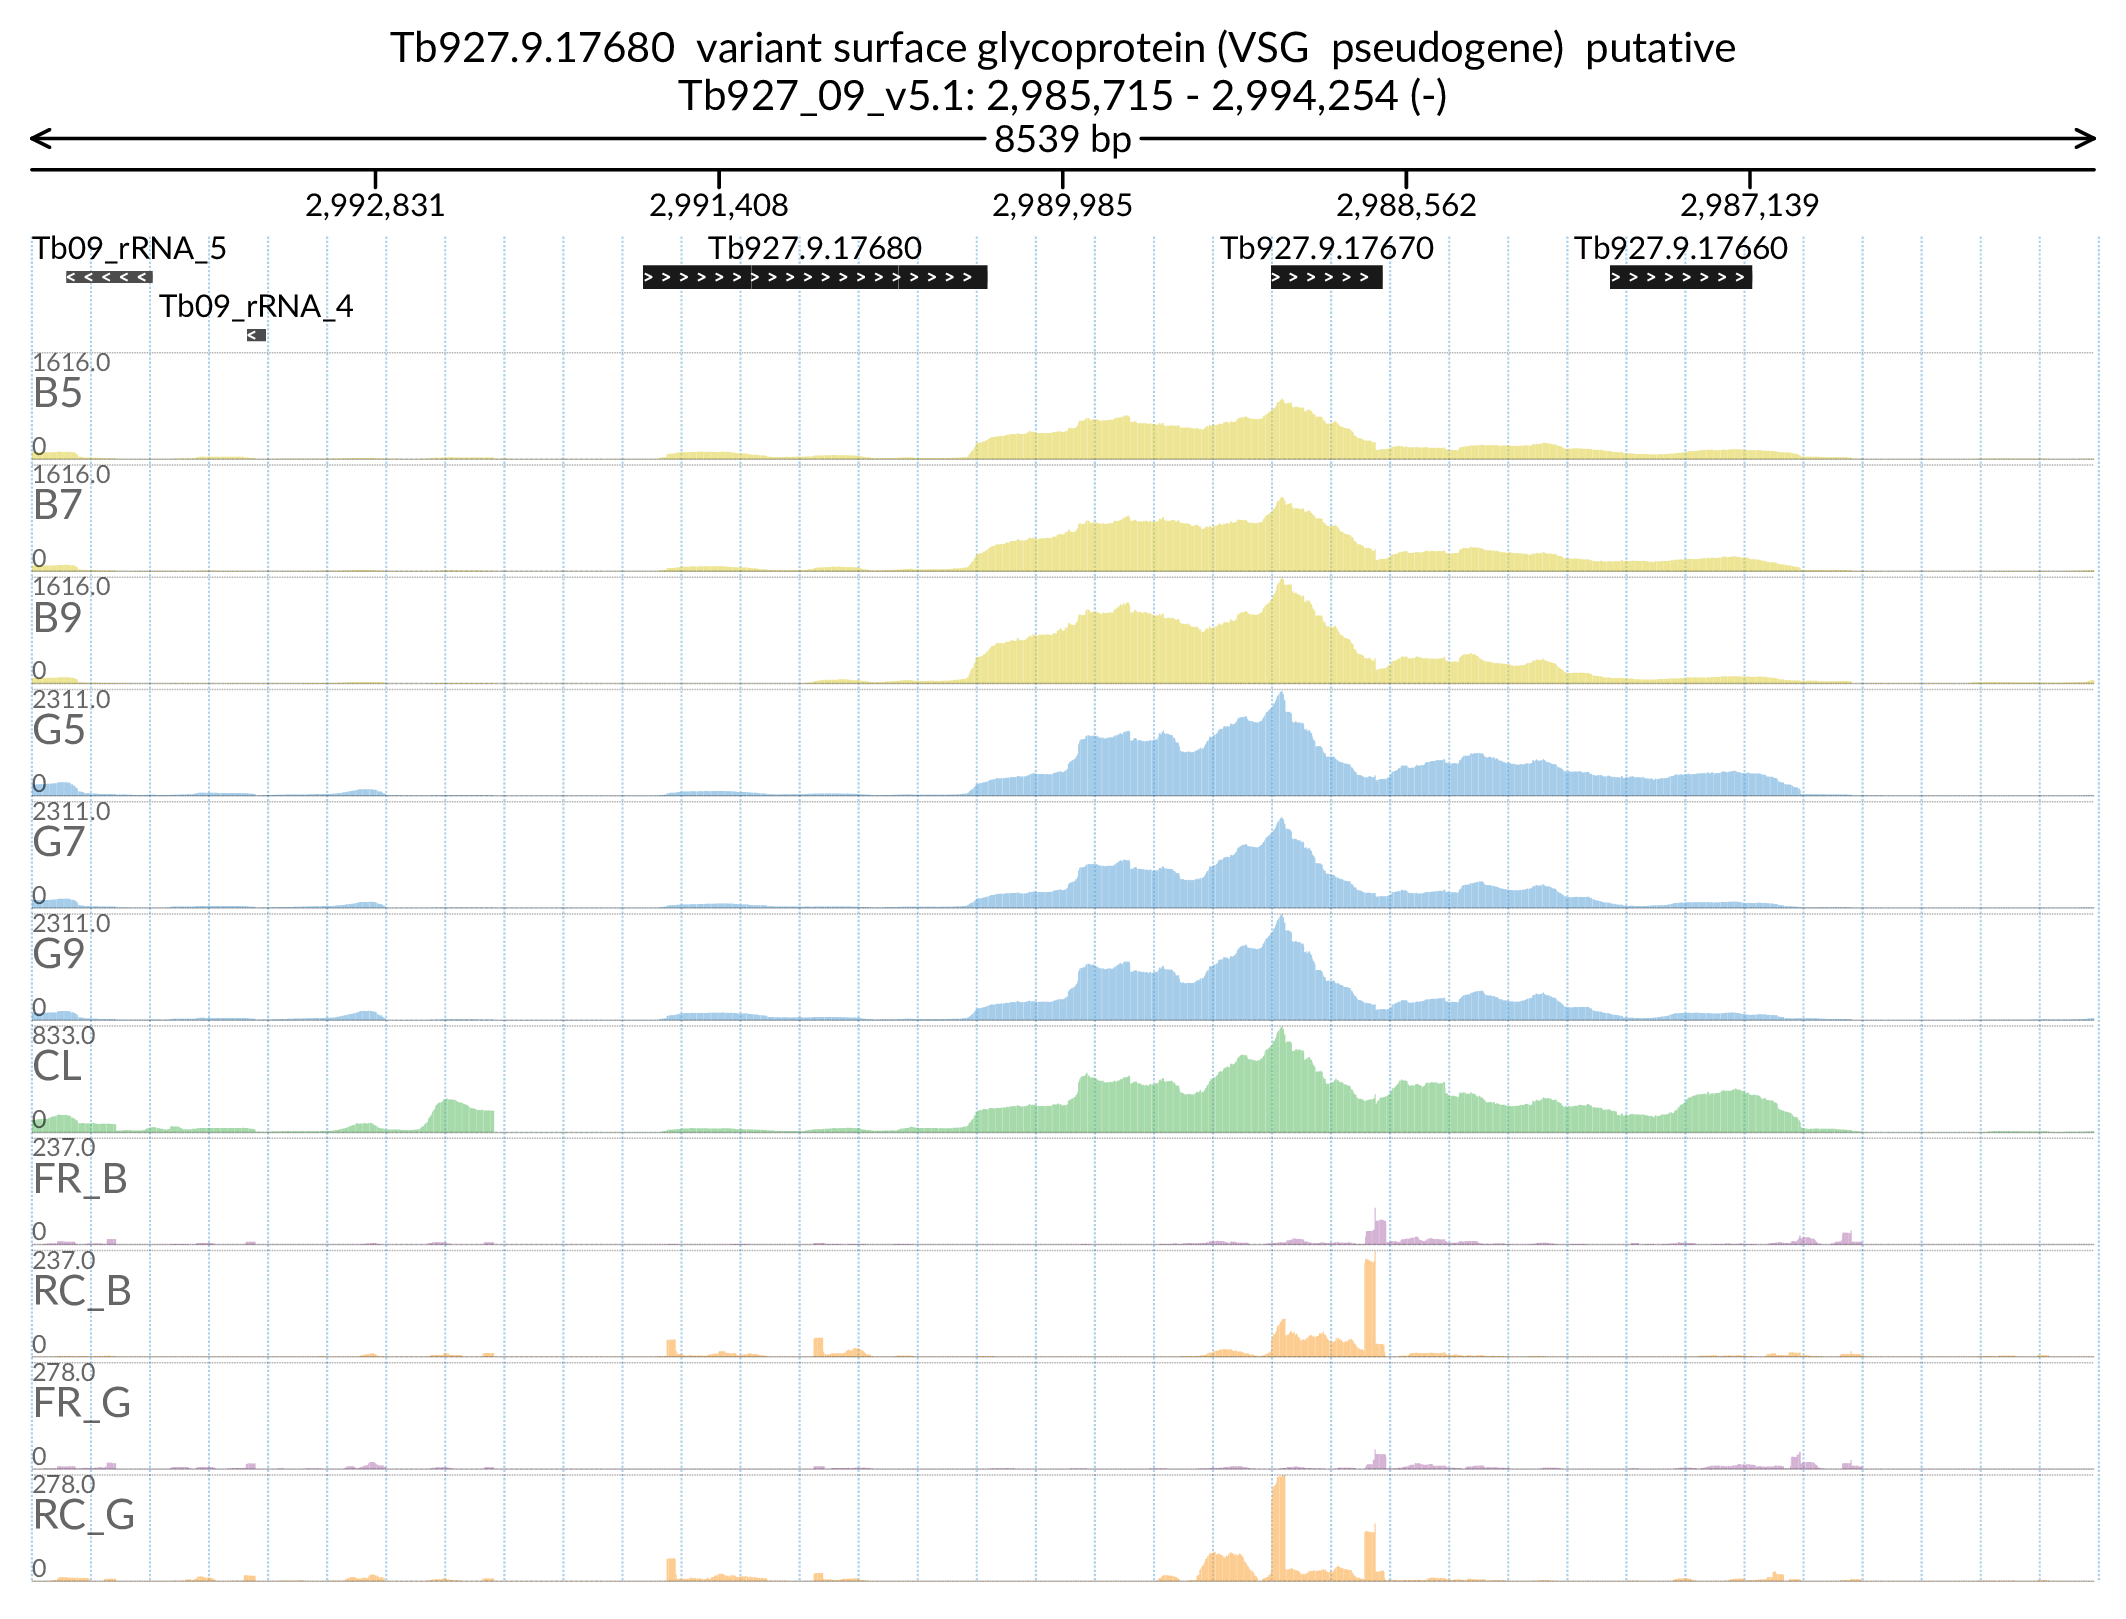 Tb927.9.17680  variant surface glycoprotein (VSG  pseudogene)  putative
Tb927_09_v5.1: 2,985,715 - 2,994,254 (-)
8539 bp
2,992,831 2,991,408 2,989,985 2,988,562 2,987,139
Tb09_rRNA_5 Tb927.9.17680 Tb927.9.17670 Tb927.9.17660
Tb09_rRNA_4
1616.0
B5
0
1616.0
B7
0
1616.0
B9
0
2311.0
G5
0
2311.0
G7
0
2311.0
G9
0
833.0
CL
0
237.0
FR_B
0
237.0
RC_B
0
278.0
FR_G
0
278.0
RC_G
0